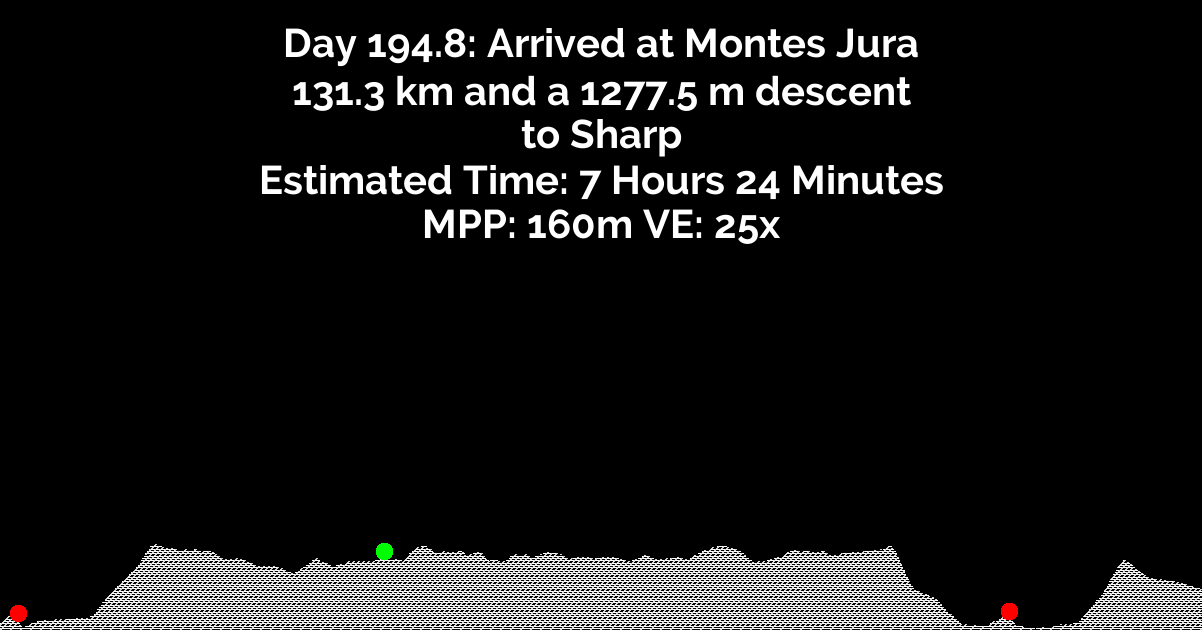 Day 194.8: Arrived at Montes Jura
131.3 km and a 1277.5 m descent
to Sharp
Estimated Time: 7 Hours 24 Minutes
MPP: 160m VE: 25x